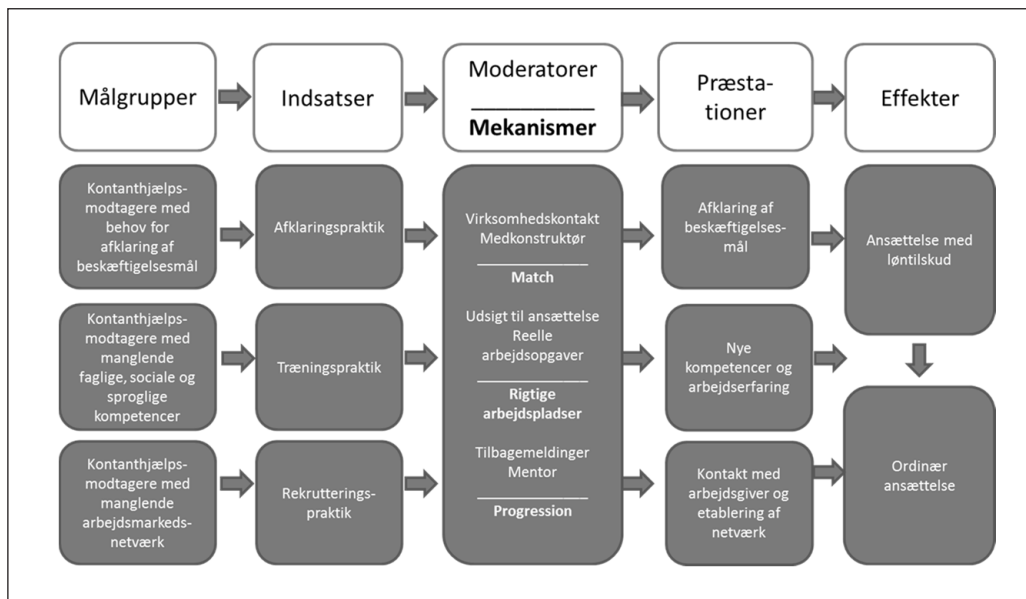 Målgrupper
Indsatser
Moderatorer
Mekanismer
Præsta-
tioner
Effekter
Kontanthjælps-
modtagere med
behov for
afklaring af
beskæftigelsesmål
Afklaringspraktik
Virksomhedskontakt
Medkonstruktør
Match
Afklaring af
beskæftigelses-
mål
Ansættelse med
løntilskud
Kontanthjælps-
modtagere med
manglende
faglige, sociale og
sproglige
kompetencer
Træningspraktik
Udsigt til ansættelse
Reelle
arbejdsopgaver
Rigtige
arbejdspladser
Nye
kompetencer og
arbejdserfaring
Kontanthjælps-
modtagere med
manglende
arbejdsmarkeds-
netværk
Rekrutterings-
praktik
Tilbagemeldinger
Mentor
Progression
Kontakt med
arbejdsgiver og
etablering af
netværk
Ordinær
ansættelse